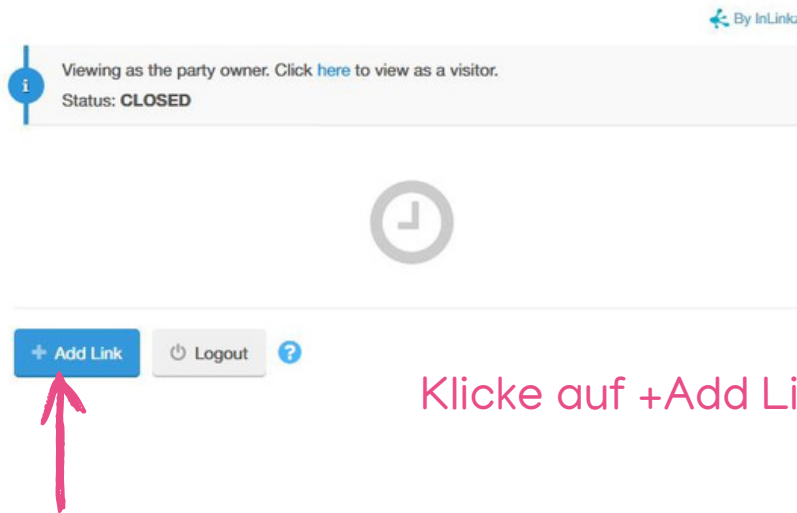 By InLinkz
Viewing as the party owner. Click here to view as a visitor.
Status: CLOSED
+ Add Link
Logout
?
Klicke auf +Add Li